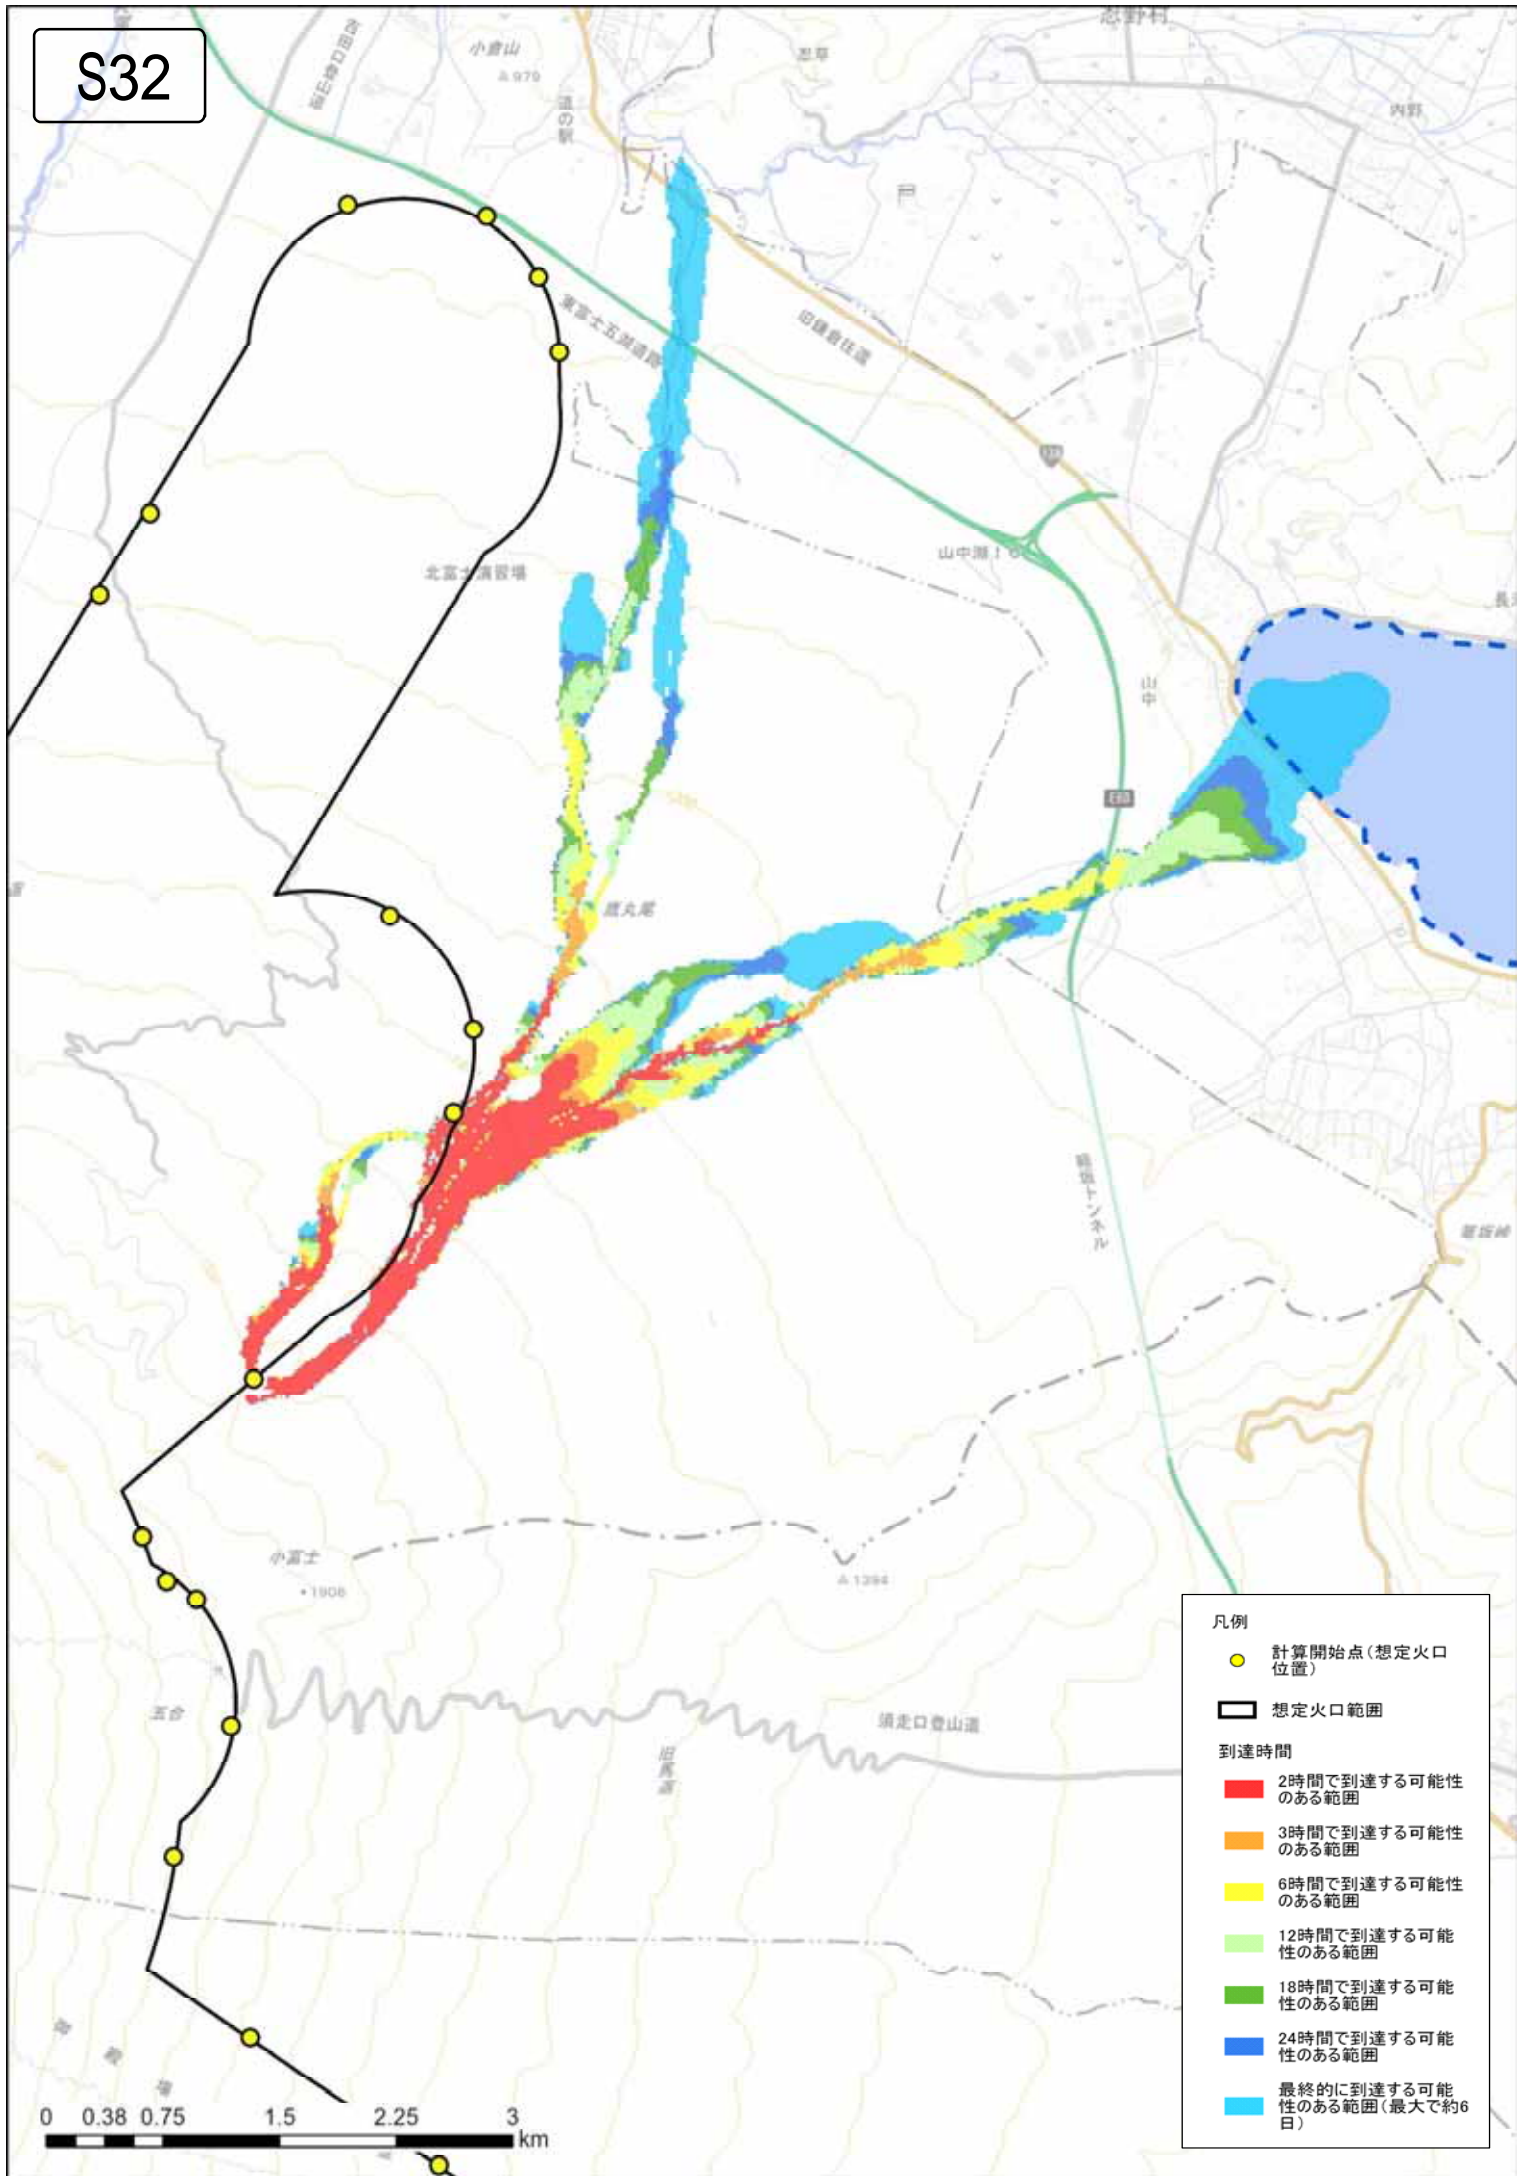 S32
忍野村
小倉山
979
忍草
内野
道の駅
東富士五湖道路
旧鎌倉往還
北富士演習場
山中湖IC
山中
鷹丸尾
籠坂トンネル
籠坂峠
小富士
1906
1394
五合
須走口登山道
旧馬返
0 0.38 0.75 1.5 2.25 3
km
凡例
計算開始点(想定火口
位置)
想定火口範囲
到達時間
2時間で到達する可能性
のある範囲
3時間で到達する可能性
のある範囲
6時間で到達する可能性
のある範囲
12時間で到達する可能
性のある範囲
18時間で到達する可能
性のある範囲
24時間で到達する可能
性のある範囲
最終的に到達する可能
性のある範囲(最大で約6
日)